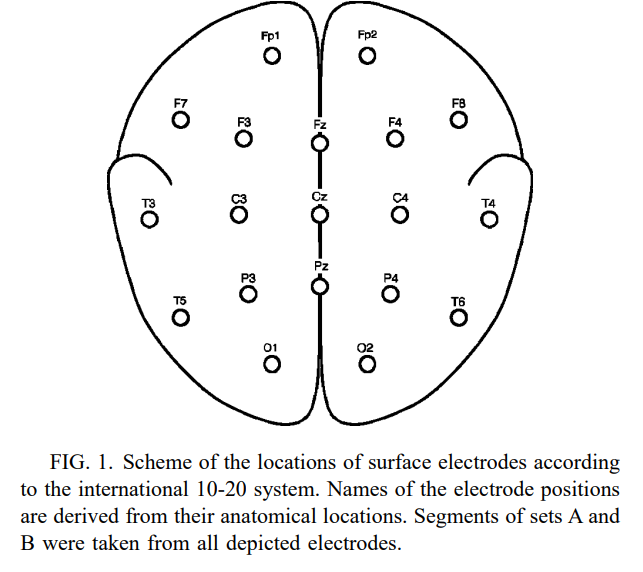 Fp1 Fp2
F7 F8
F3 Fz F4
T3 C3 Cz C4 T4
P3 Pz P4
T5 T6
O1 O2
FIG. 1. Scheme of the locations of surface electrodes according
to the international 10-20 system. Names of the electrode positions
are derived from their anatomical locations. Segments of sets A and
B were taken from all depicted electrodes.